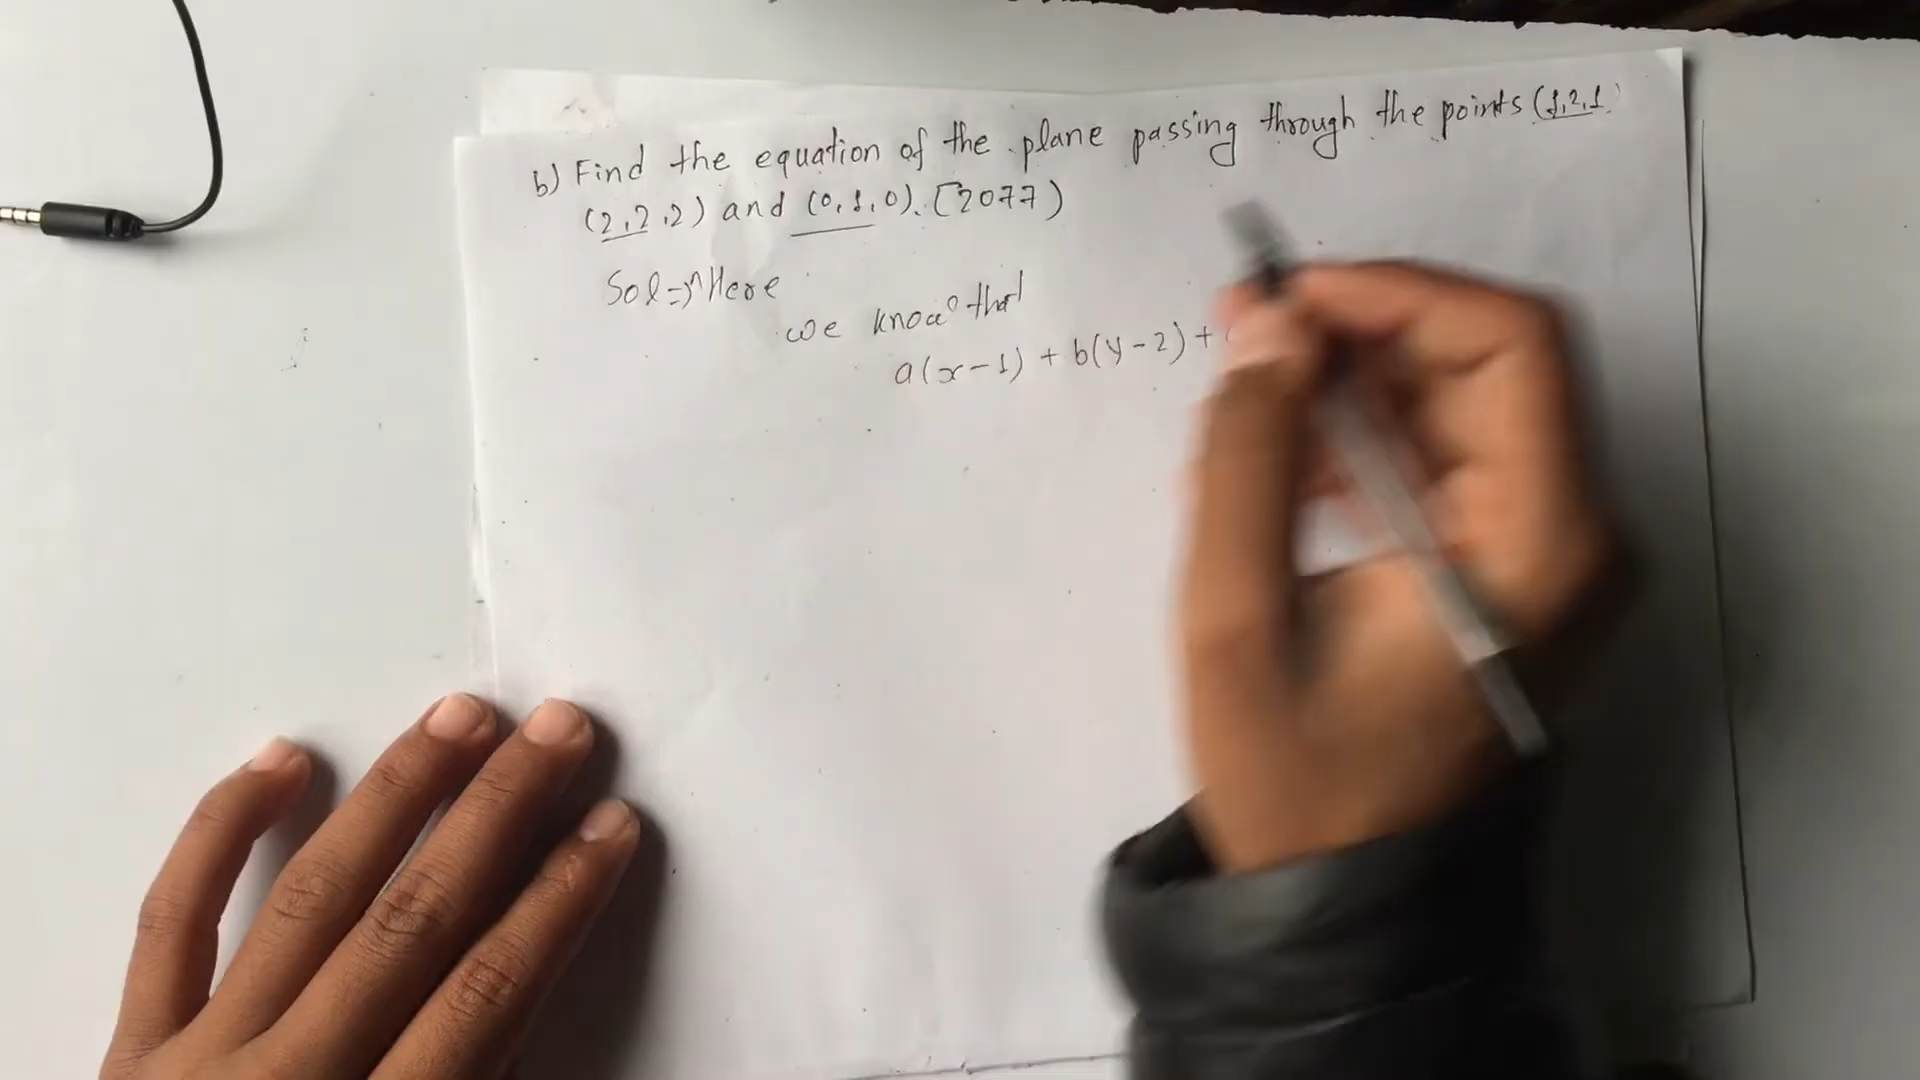 b) Find the equation of the plane passing through the points (1,2,1)
(2,2,2) and (0,1,0). [2077)
Sol=>^ Here
we know that
a(x-1) + b(y-2) +